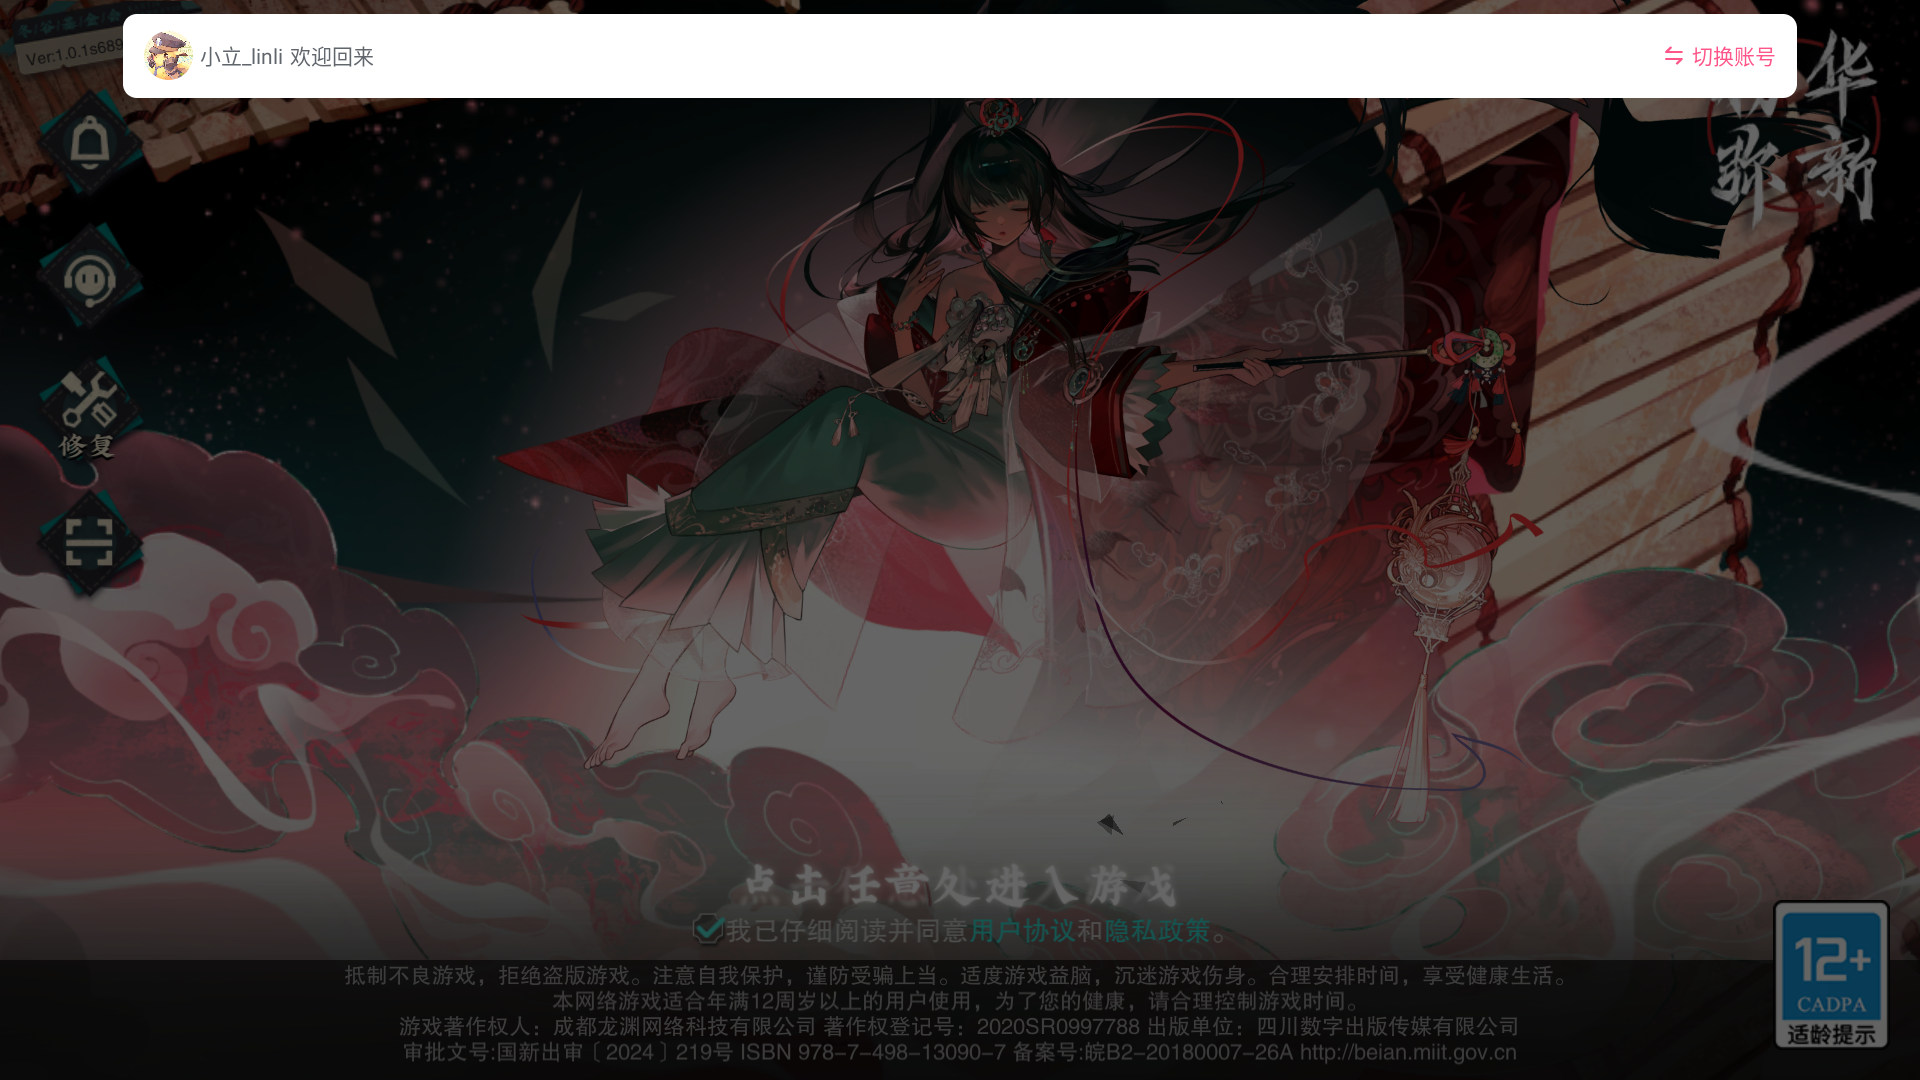 小立_linli 欢迎回来
切换账号
Ver:1.0.1s689
华
弥新
修复
点击任意处进入游戏
我已仔细阅读并同意用户协议和隐私政策。
抵制不良游戏，拒绝盗版游戏。注意自我保护，谨防受骗上当。适度游戏益脑，沉迷游戏伤身。合理安排时间，享受健康生活。
本网络游戏适合年满12周岁以上的用户使用，为了您的健康，请合理控制游戏时间。
游戏著作权人：成都龙渊网络科技有限公司 著作权登记号：2020SR0997788 出版单位：四川数字出版传媒有限公司
审批文号:国新出审〔2024〕219号 ISBN 978-7-498-13090-7 备案号:皖B2-20180007-26A http://beian.miit.gov.cn
12+
CADPA
适龄提示